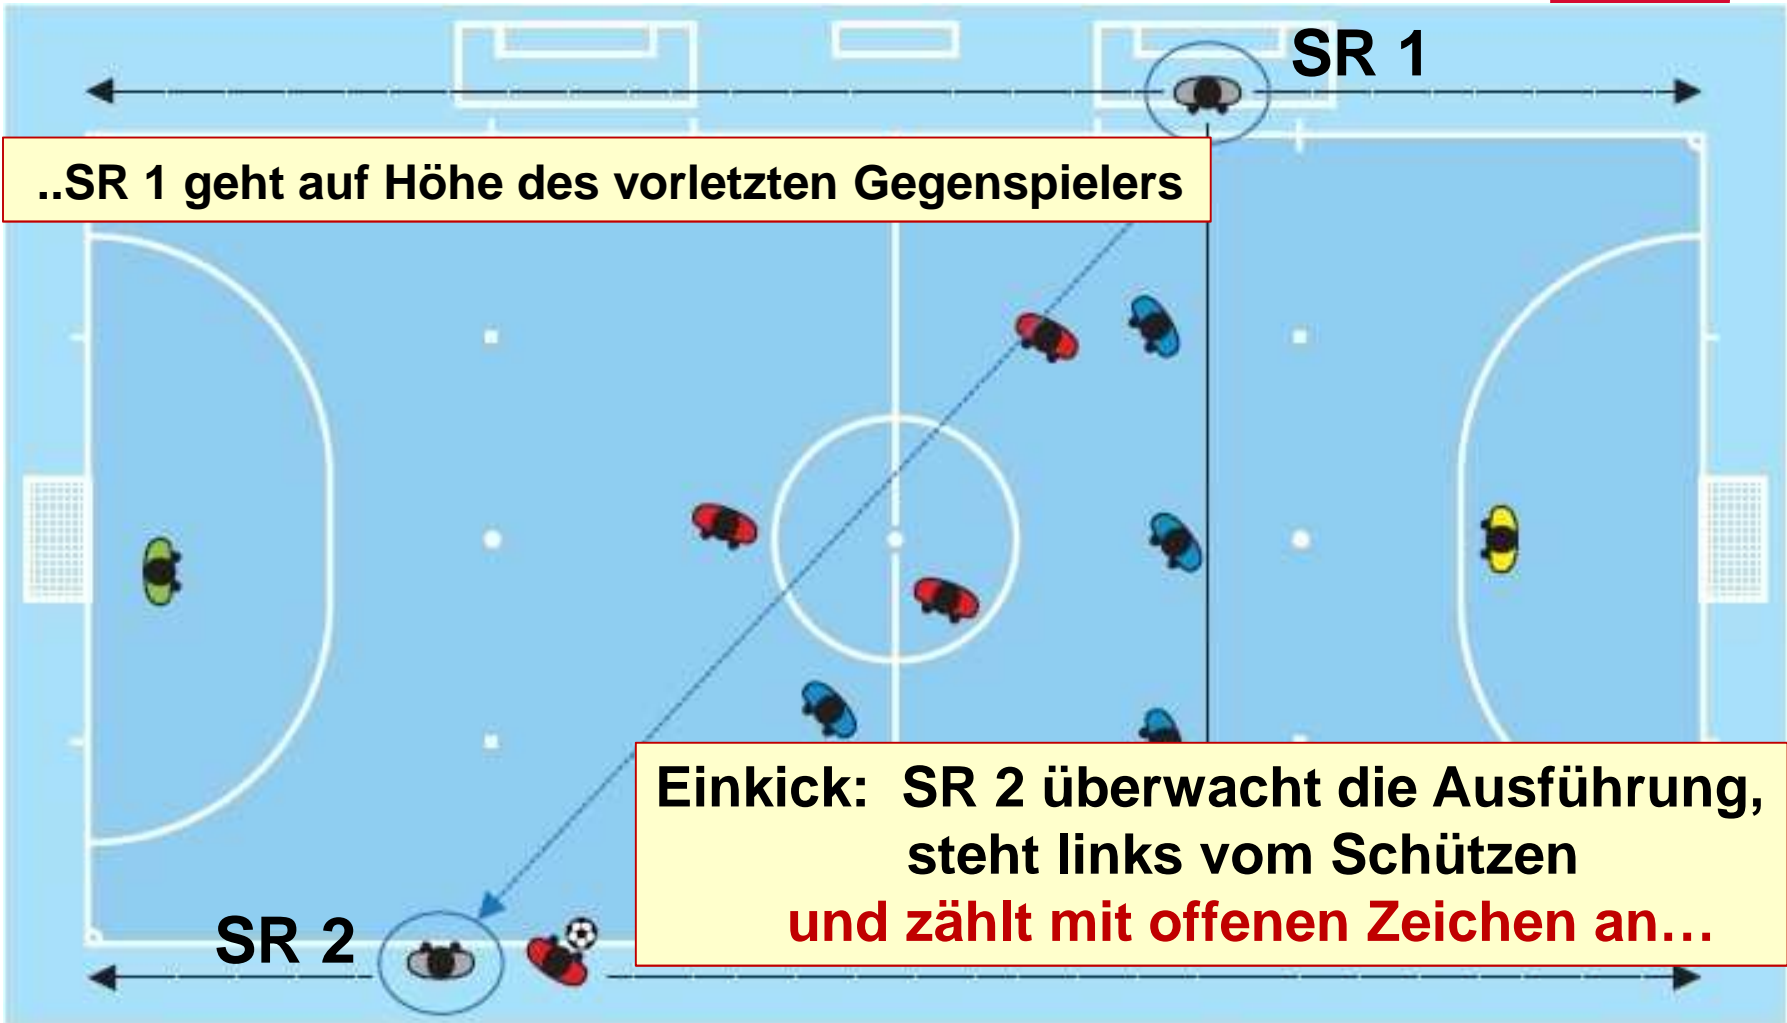 SR 1
..SR 1 geht auf Höhe des vorletzten Gegenspielers
Einkick:  SR 2 überwacht die Ausführung,
steht links vom Schützen
und zählt mit offenen Zeichen an…
SR 2